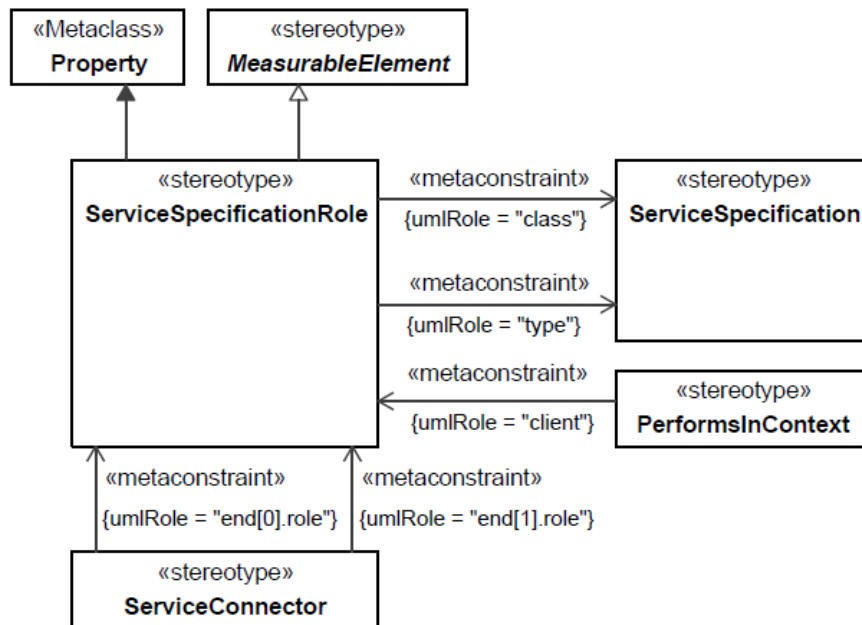 «Metaclass»
Property
«stereotype»
MeasurableElement
«stereotype»
ServiceSpecificationRole
«metaconstraint»
{umlRole = "class"}
«stereotype»
ServiceSpecification
«metaconstraint»
{umlRole = "type"}
«metaconstraint»
{umlRole = "client"}
«stereotype»
PerformsInContext
«metaconstraint»
{umlRole = "end[0].role"}
«metaconstraint»
{umlRole = "end[1].role"}
«stereotype»
ServiceConnector